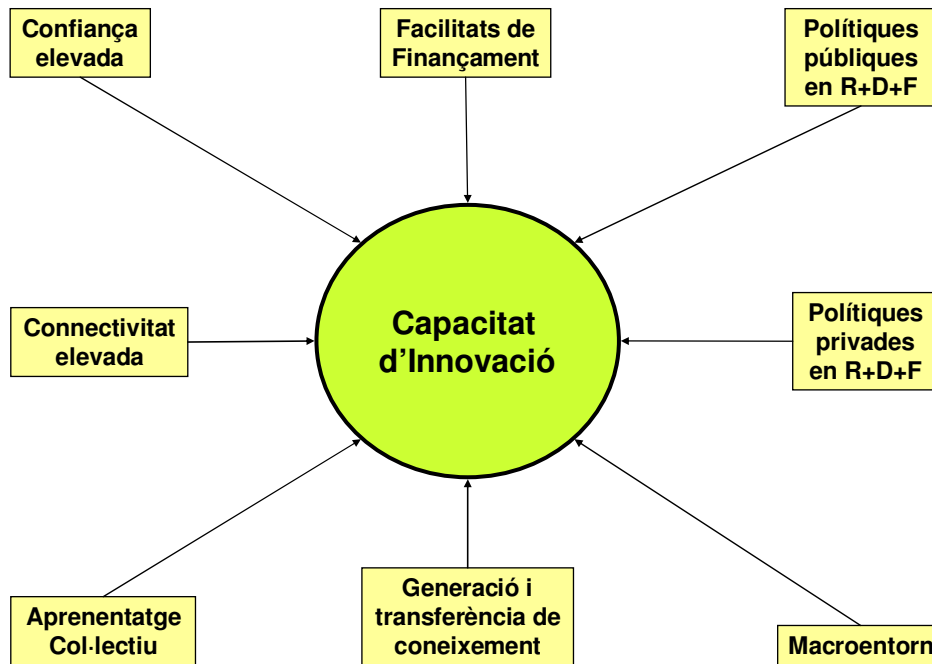 Confiança
elevada
Facilitats de
Finançament
Polítiques
públiques
en R+D+F
Connectivitat
elevada
Capacitat
d’Innovació
Polítiques
privades
en R+D+F
Aprenentatge
Col·lectiu
Generació i
transferència de
coneixement
Macroentorn